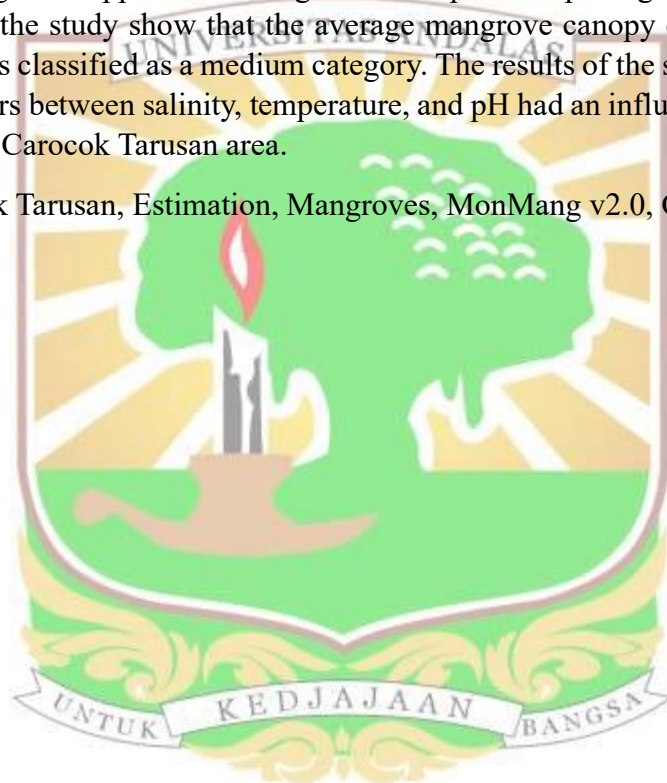 the study show that the average mangrove canopy
UNIVERSITAS ANDALAS
s classified as a medium category. The results of the
rs between salinity, temperature, and pH had an influ
Carocok Tarusan area.
k Tarusan, Estimation, Mangroves, MonMang v2.0,
UNTUK KEDJAJAAN BANGSA